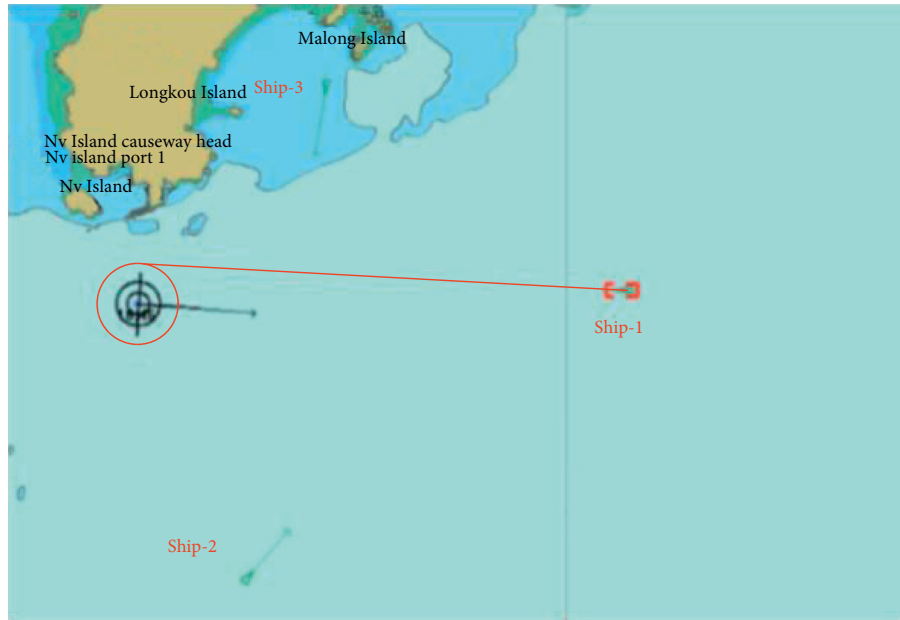 Malong Island
Longkou Island
Ship-3
Nv Island causeway head
Nv island port 1
Nv Island
Ship-1
Ship-2